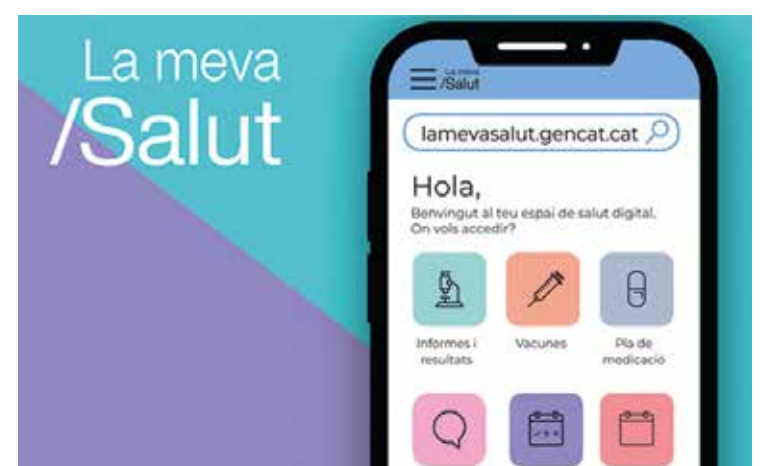 La meva
/Salut
La meva
/Salut
lamevasalut.gencat.cat
Hola,
Benvingut al teu espai de salut digital.
On vols accedir?
Informes i
resultats
Vacunes
Pla de
medicació